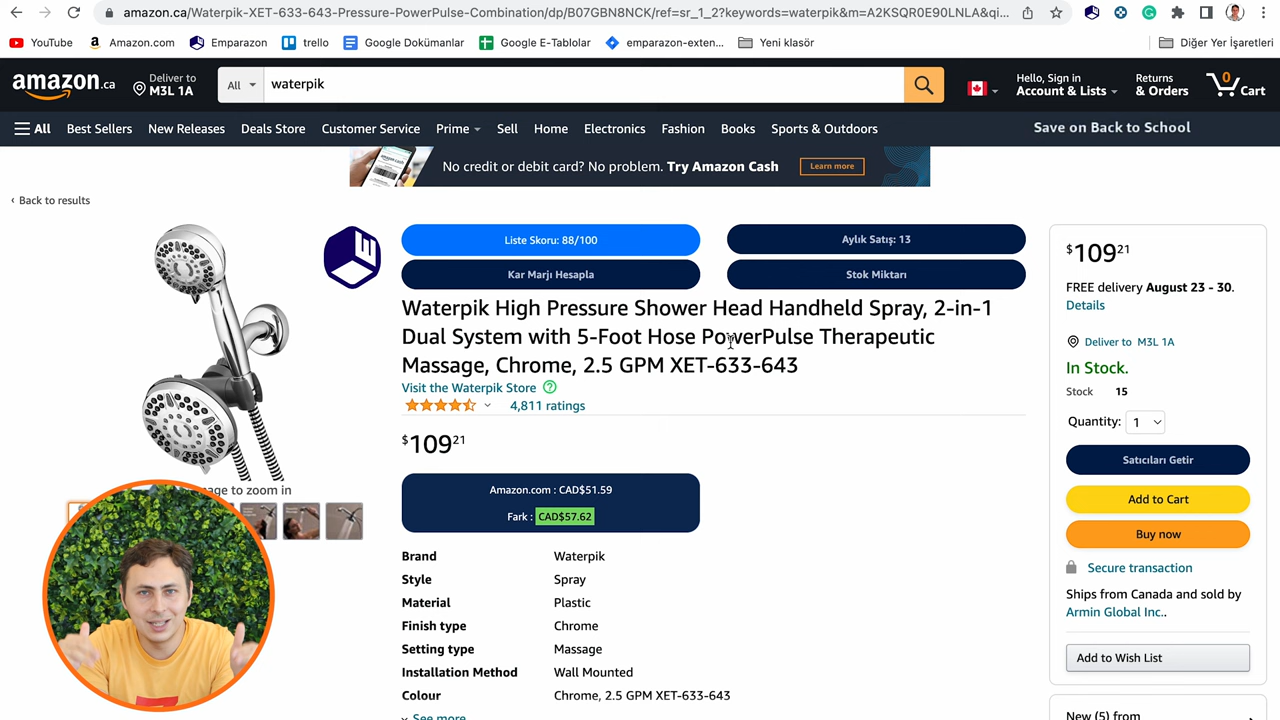 amazon.ca/Waterpik-XET-633-643-Pressure-PowerPulse-Combination/dp/B07GBN8NCK/ref=sr_1_2?keywords=waterpik&m=A2KSQR0E90LNLA&qi...
YouTube
Amazon.com
Emparazon
trello
Google Dokümanlar
Google E-Tablolar
emparazon-exten...
Yeni klasör
Diğer Yer İşaretleri
amazon.ca
Deliver to
M3L 1A
All
waterpik
Hello, Sign in
Account & Lists
Returns
& Orders
0
Cart
All
Best Sellers
New Releases
Deals Store
Customer Service
Prime
Sell
Home
Electronics
Fashion
Books
Sports & Outdoors
Save on Back to School
No credit or debit card? No problem. Try Amazon Cash
Learn more
‹ Back to results
Liste Skoru: 88/100
Aylık Satış: 13
Kar Marjı Hesapla
Stok Miktarı
Waterpik High Pressure Shower Head Handheld Spray, 2-in-1
Dual System with 5-Foot Hose PowerPulse Therapeutic
Massage, Chrome, 2.5 GPM XET-633-643
Visit the Waterpik Store
4,811 ratings
$109 21
Amazon.com : CAD$51.59
Fark : CAD$57.62
Brand Waterpik
Style Spray
Material Plastic
Finish type Chrome
Setting type Massage
Installation Method Wall Mounted
Colour Chrome, 2.5 GPM XET-633-643
See more
to zoom in
$109 21
FREE delivery August 23 - 30.
Details
Deliver to M3L 1A
In Stock.
Stock 15
Quantity: 1
Satıcıları Getir
Add to Cart
Buy now
Secure transaction
Ships from Canada and sold by
Armin Global Inc..
Add to Wish List
New (5) from